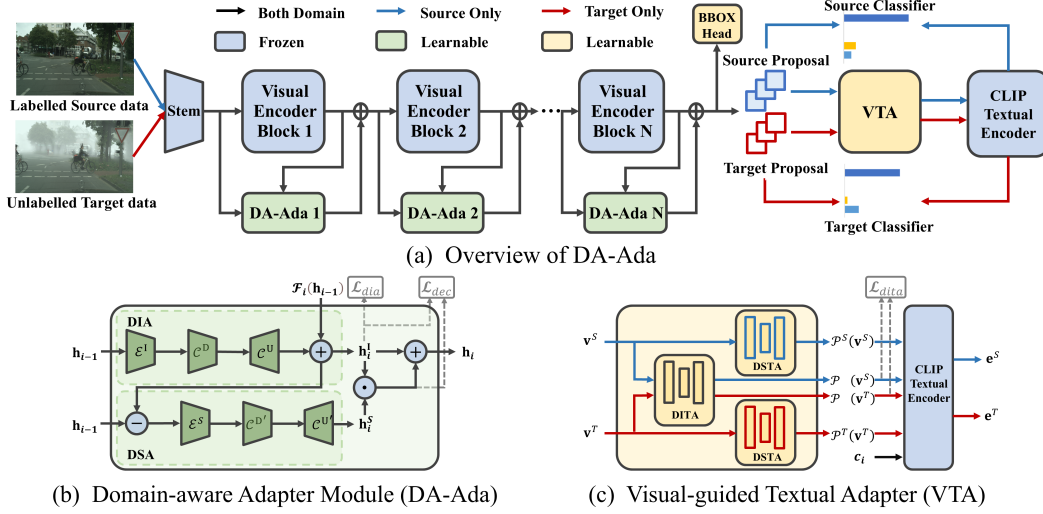 Both Domain
Source Only
Target Only
Frozen
Learnable
Learnable
BBOX
Head
Source Classifier
Labelled Source data
Unlabelled Target data
Stem
Visual
Encoder
Block 1
Visual
Encoder
Block 2
Visual
Encoder
Block N
DA-Ada 1
DA-Ada 2
DA-Ada N
Source Proposal
Target Proposal
VTA
CLIP
Textual
Encoder
Target Classifier
(a) Overview of DA-Ada
𝓕ᵢ(hᵢ₋₁)
ℒ_dia
ℒ_dec
DIA
hᵢ₋₁
ℰᴵ
𝒞ᴰ
𝒞ᵁ
+
hᵢᴵ
+
hᵢ
·
hᵢ₋₁
−
ℰˢ
𝒞ᴰ'
𝒞ᵁ'
hᵢˢ
DSA
(b) Domain-aware Adapter Module (DA-Ada)
ℒ_dita
vˢ
DSTA
𝒫ˢ(vˢ)
DITA
𝒫 (vˢ)
𝒫 (vᵀ)
vᵀ
DSTA
𝒫ᵀ(vᵀ)
cᵢ
CLIP
Textual
Encoder
eˢ
eᵀ
(c) Visual-guided Textual Adapter (VTA)